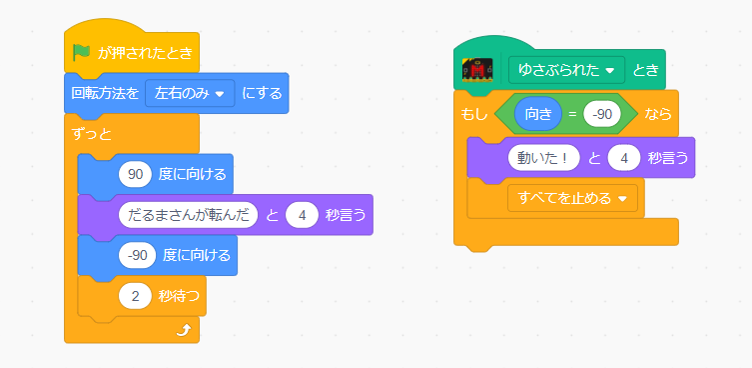 が押されたとき
回転方法を 左右のみ にする
ずっと
90 度に向ける
だるまさんが転んだ と 4 秒言う
-90 度に向ける
2 秒待つ
ゆさぶられた とき
もし 向き = -90 なら
動いた! と 4 秒言う
すべてを止める